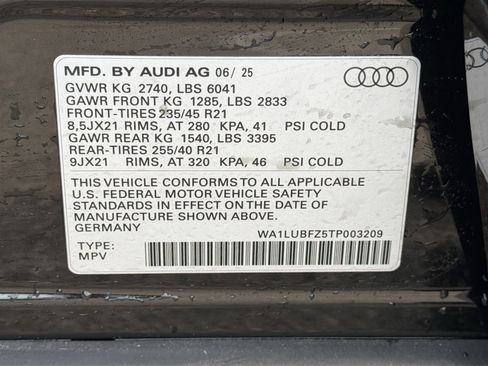 MFD. BY AUDI AG 06/ 25
GVWR KG 2740, LBS 6041
GAWR FRONT KG 1285, LBS 2833
FRONT-TIRES 235/45 R21
8,5JX21 RIMS, AT 280 KPA, 41 PSI COLD
GAWR REAR KG 1540, LBS 3395
REAR-TIRES 255/40 R21
9JX21 RIMS, AT 320 KPA, 46 PSI COLD
THIS VEHICLE CONFORMS TO ALL APPLICABLE
U.S. FEDERAL MOTOR VEHICLE SAFETY
STANDARDS IN EFFECT ON THE DATE OF
MANUFACTURE SHOWN ABOVE.
GERMANY WA1LUBFZ5TP003209
TYPE:
MPV